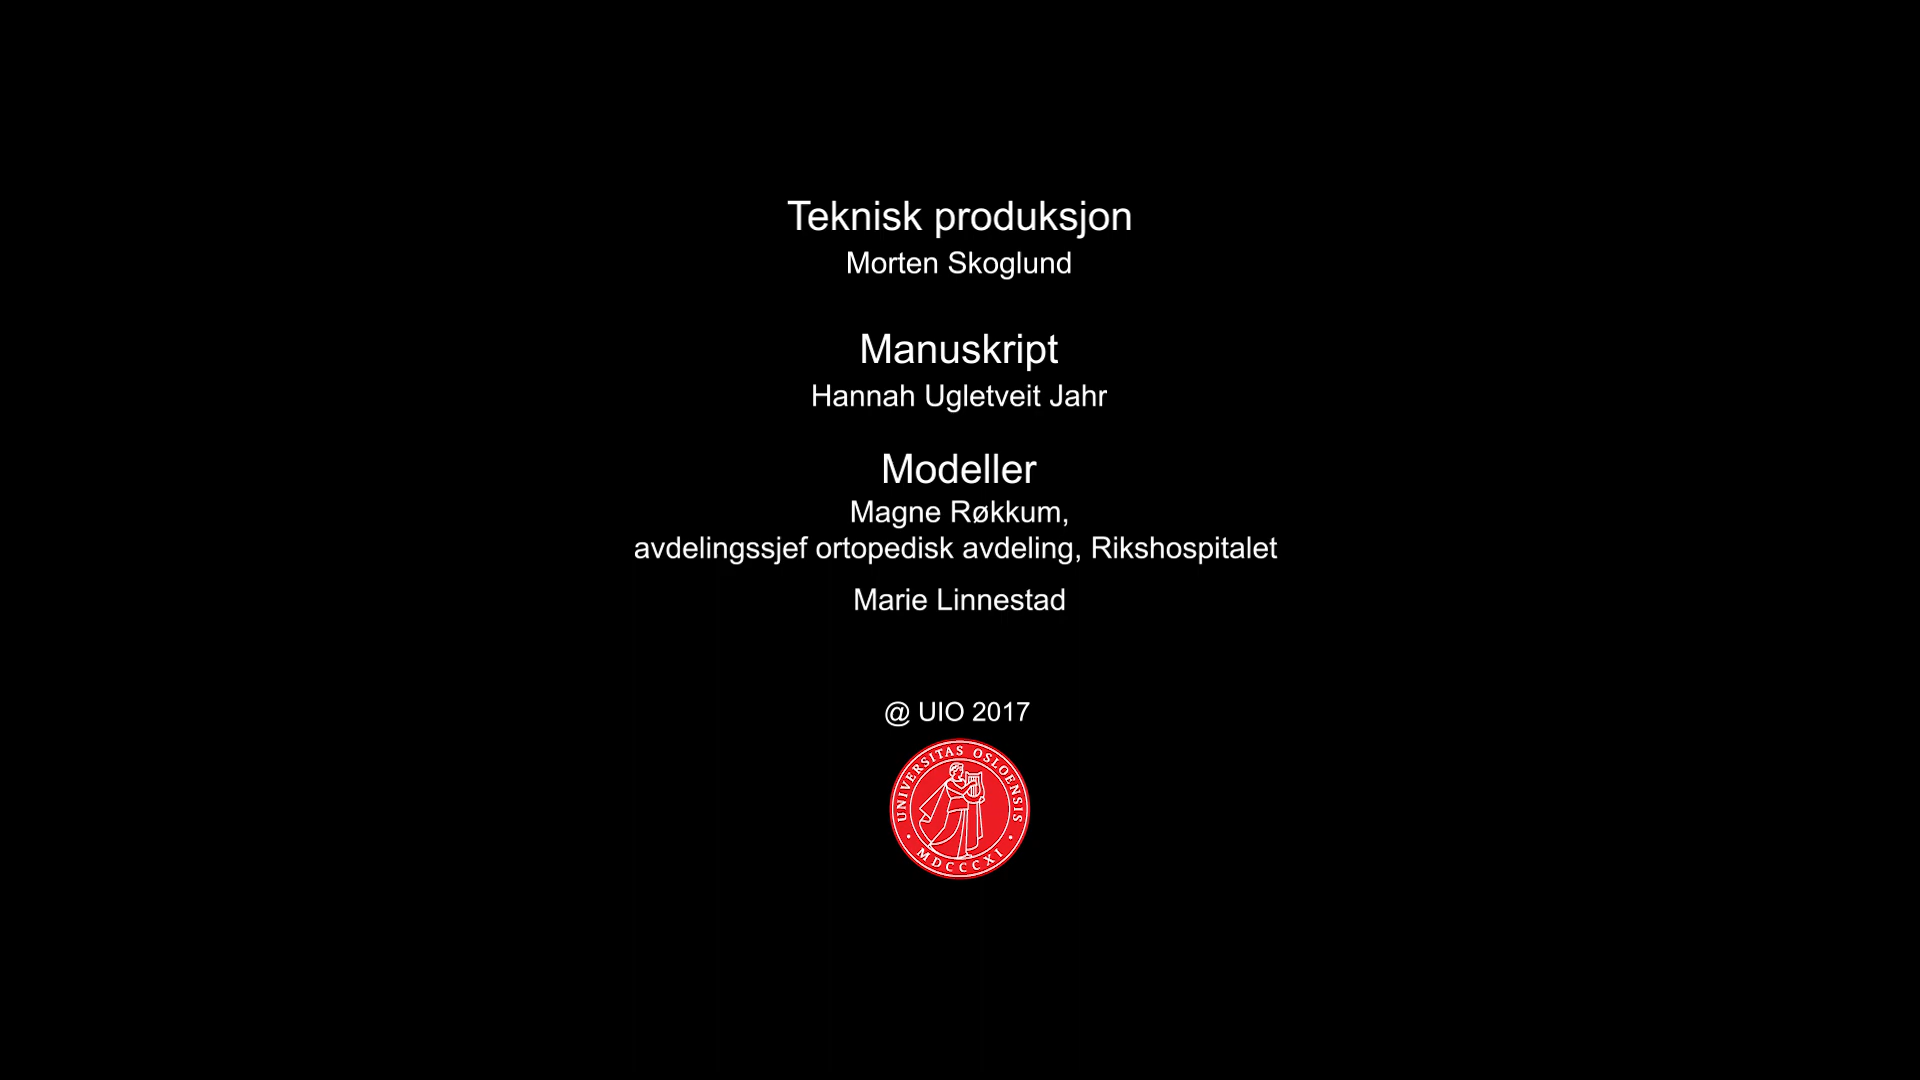 Teknisk produksjon
Morten Skoglund
Manuskript
Hannah Ugletveit Jahr
Modeller
Magne Røkkum,
avdelingssjef ortopedisk avdeling, Rikshospitalet
Marie Linnestad
@ UIO 2017
UNIVERSITAS OSLOENSIS
MDCCCXI